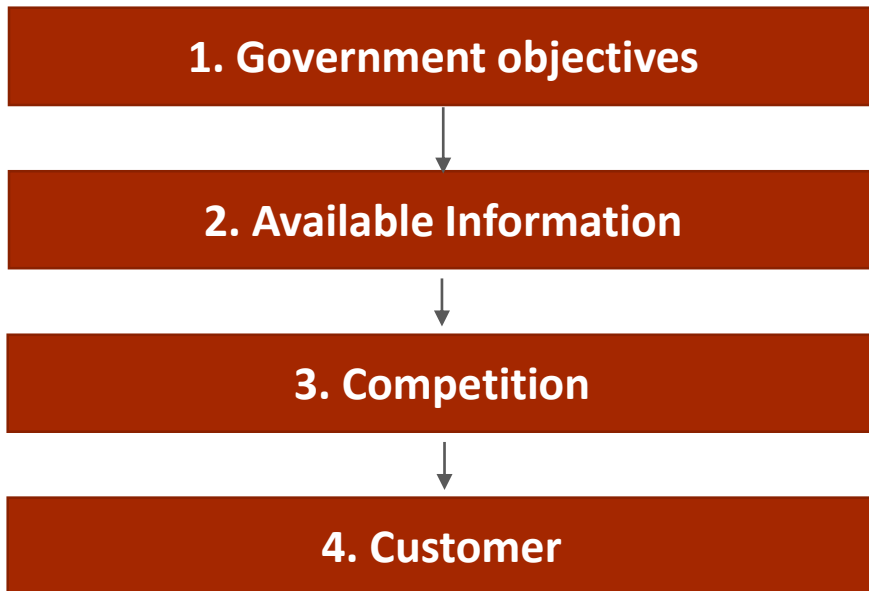 1. Government objectives
2. Available Information
3. Competition
4. Customer